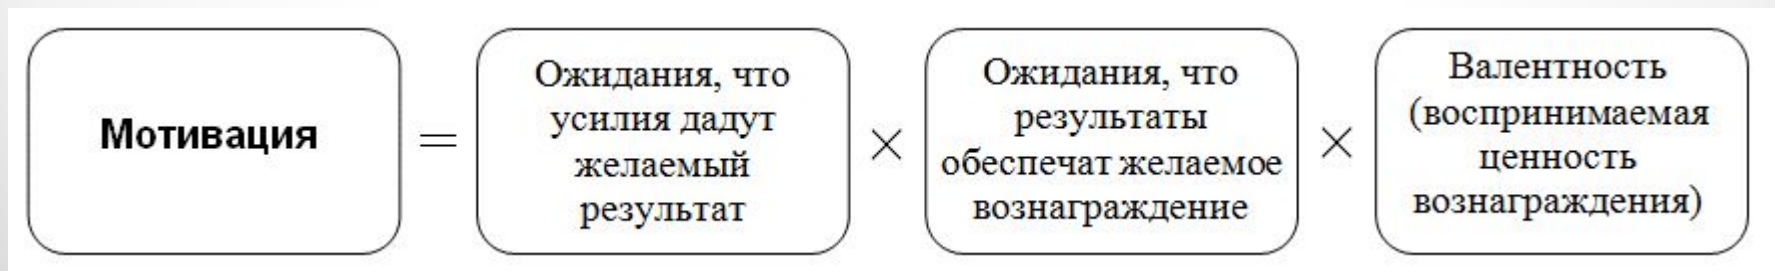 Мотивация
=
Ожидания, что
усилия дадут
желаемый
результат
×
Ожидания, что
результаты
обеспечат желаемое
вознаграждение
×
Валентность
(воспринимаемая
ценность
вознаграждения)